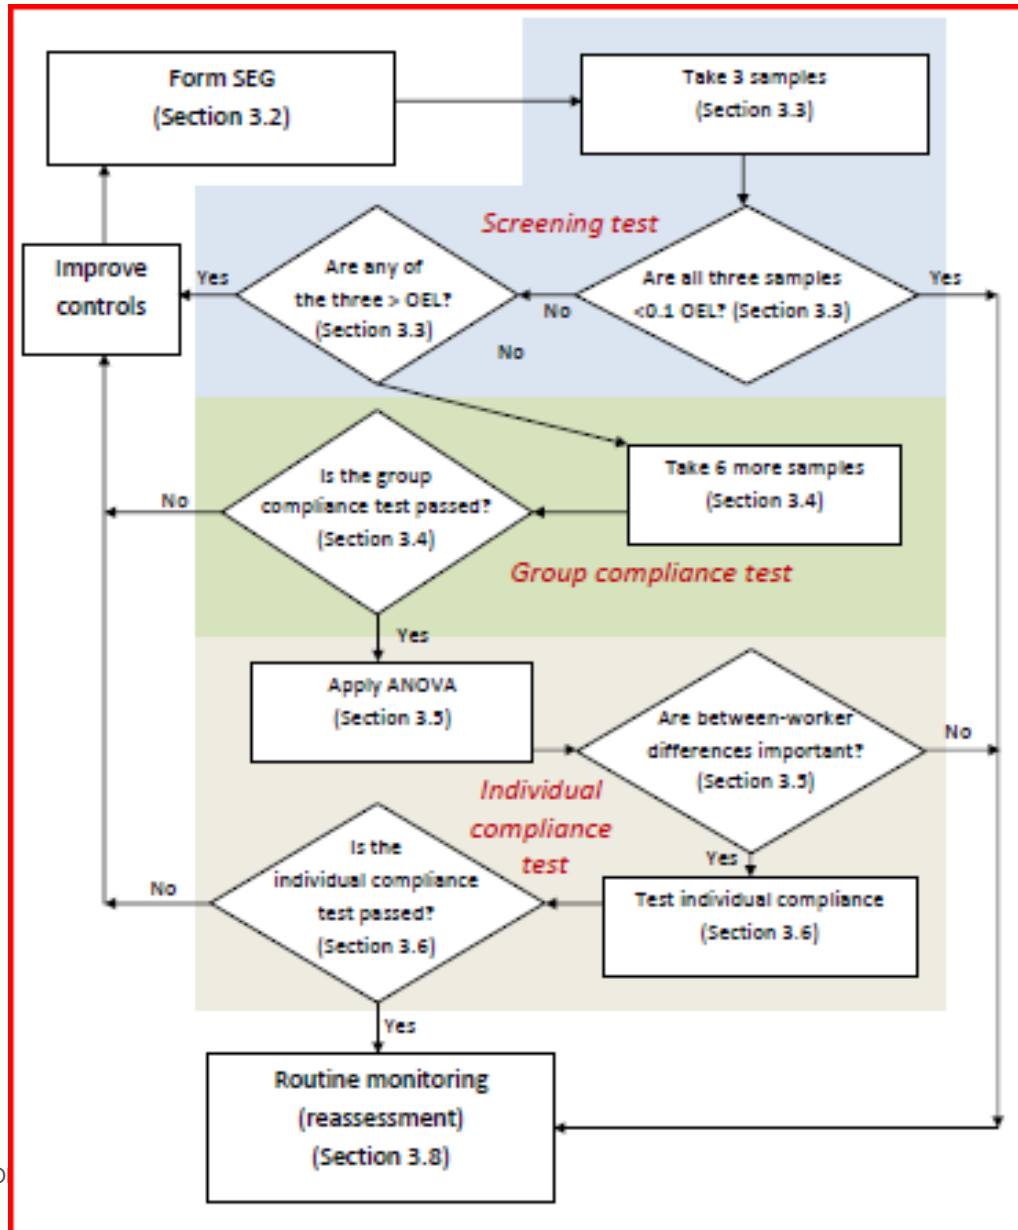 Form SEG
(Section 3.2)
Take 3 samples
(Section 3.3)
Screening test
Improve
controls
Yes
Are any of
the three > OEL?
(Section 3.3)
No
Are all three samples
<0.1 OEL? (Section 3.3)
Yes
No
Is the group
compliance test passed?
(Section 3.4)
No
Take 6 more samples
(Section 3.4)
Group compliance test
Yes
Apply ANOVA
(Section 3.5)
Are between-worker
differences important?
(Section 3.5)
No
Individual
compliance
test
Yes
Is the
individual compliance
test passed?
(Section 3.6)
No
Test individual compliance
(Section 3.6)
Yes
Routine monitoring
(reassessment)
(Section 3.8)